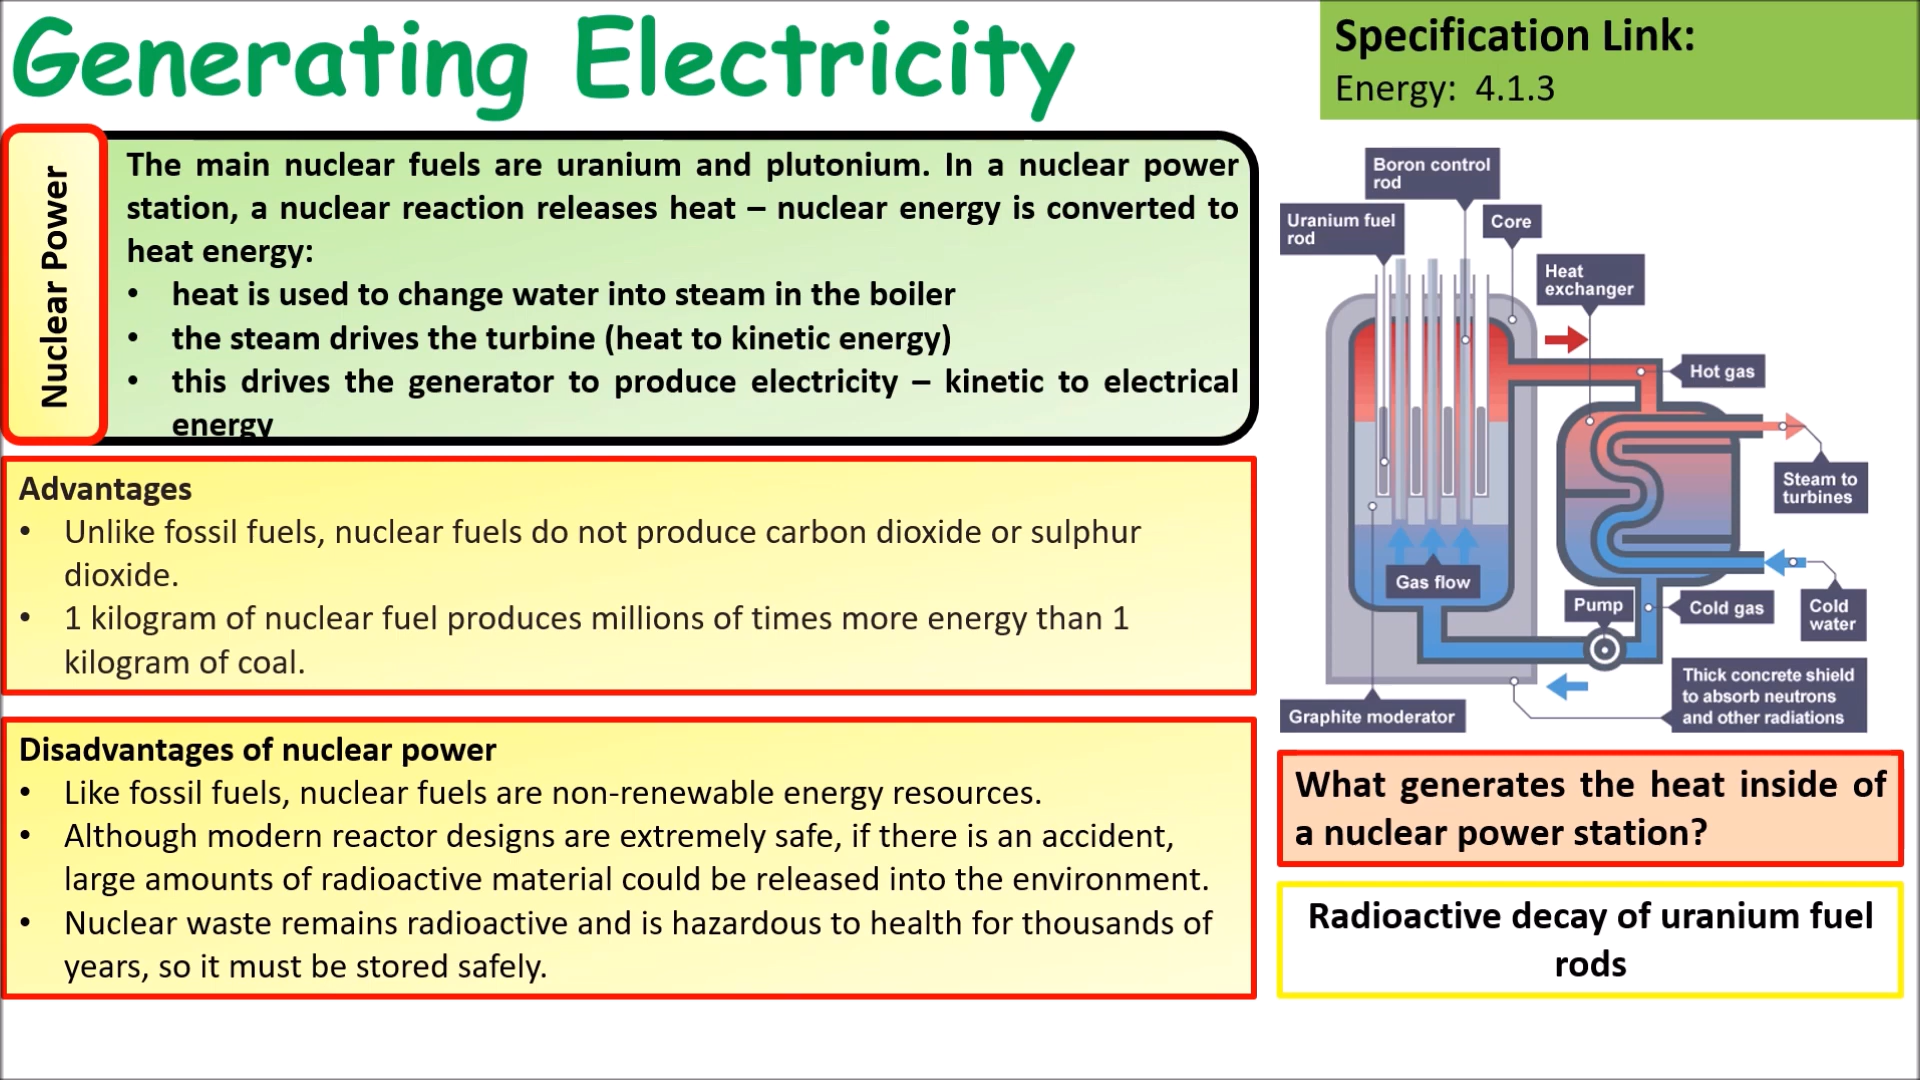 Generating Electricity
Specification Link:
Energy: 4.1.3
Nuclear Power
The main nuclear fuels are uranium and plutonium. In a nuclear power
station, a nuclear reaction releases heat – nuclear energy is converted to
heat energy:
• heat is used to change water into steam in the boiler
• the steam drives the turbine (heat to kinetic energy)
• this drives the generator to produce electricity – kinetic to electrical
energy
Advantages
• Unlike fossil fuels, nuclear fuels do not produce carbon dioxide or sulphur
dioxide.
• 1 kilogram of nuclear fuel produces millions of times more energy than 1
kilogram of coal.
Disadvantages of nuclear power
• Like fossil fuels, nuclear fuels are non-renewable energy resources.
• Although modern reactor designs are extremely safe, if there is an accident,
large amounts of radioactive material could be released into the environment.
• Nuclear waste remains radioactive and is hazardous to health for thousands of
years, so it must be stored safely.
Boron control
rod
Uranium fuel
rod
Core
Heat
exchanger
Hot gas
Steam to
turbines
Gas flow
Pump
Cold gas
Cold
water
Thick concrete shield
to absorb neutrons
and other radiations
Graphite moderator
What generates the heat inside of
a nuclear power station?
Radioactive decay of uranium fuel
rods